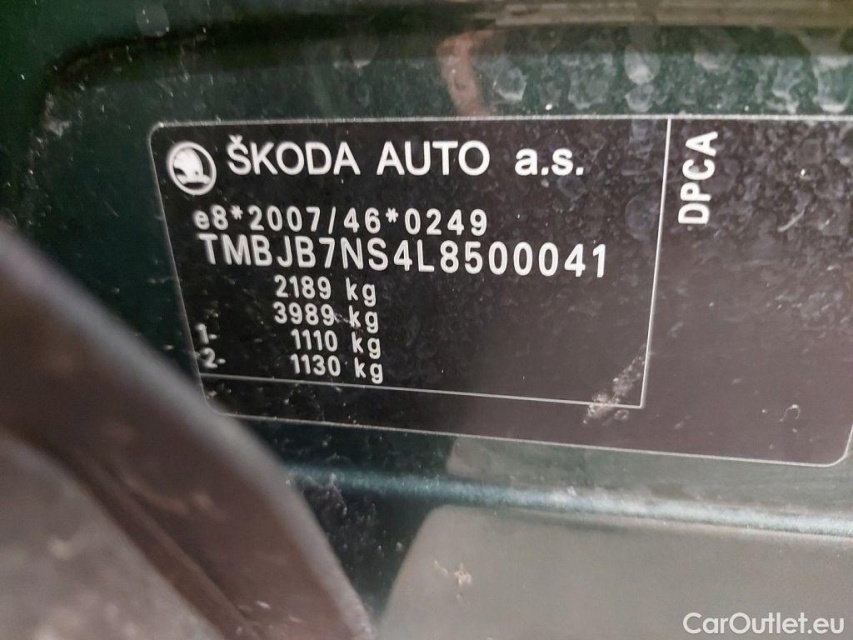 ŠKODA AUTO a.s.
e8*2007/46*0249
TMBJB7NS4L8500041
2189 kg
3989 kg
1- 1110 kg
2- 1130 kg
DPCA
CarOutlet.eu